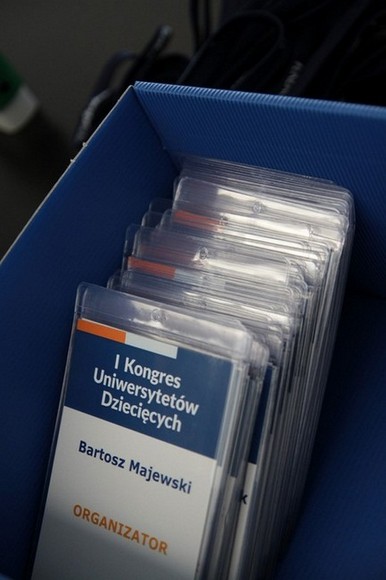 I Kongres
Uniwersytetów
Dziecięcych
Bartosz Majewski
ORGANIZATOR
k